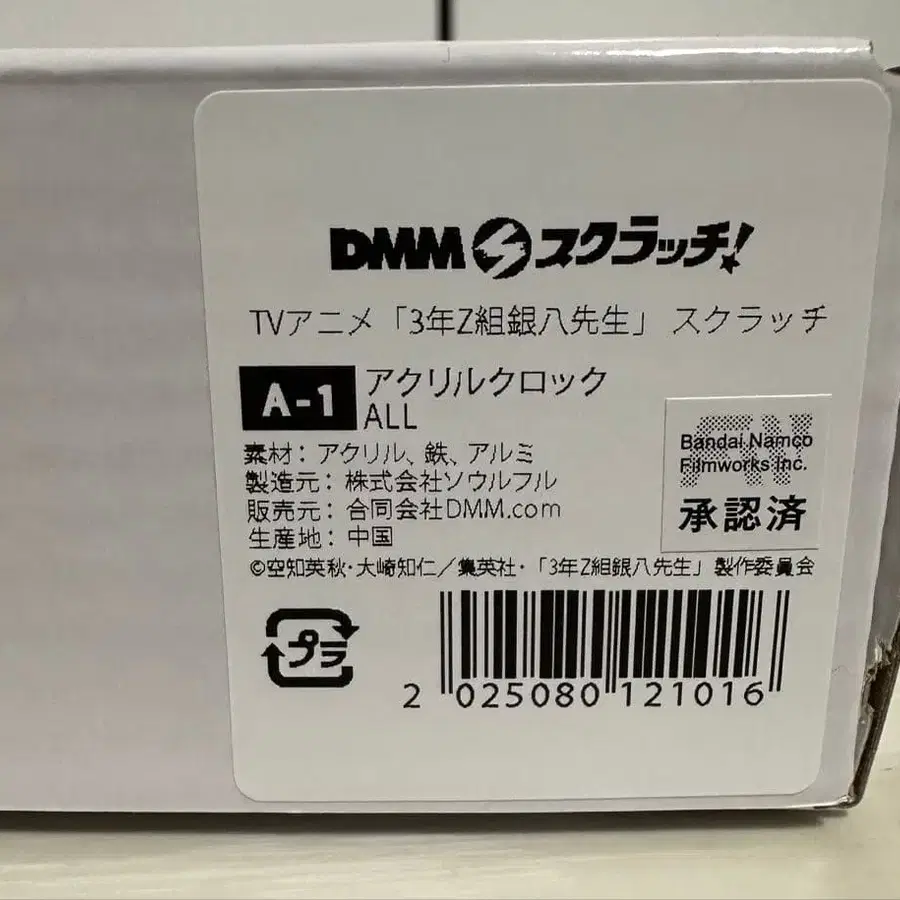 DMMスクラッチ!
TVアニメ「3年Z組銀八先生」 スクラッチ
A-1 アクリルクロック
ALL
素材：アクリル、鉄、アルミ
製造元：株式会社ソウルフル
販売元：合同会社DMM.com
生産地：中国
Bandai Namco
Filmworks Inc.
承認済
©空知英秋・大崎知仁／集英社・「3年Z組銀八先生」製作委員会
プラ
2 025080 121016